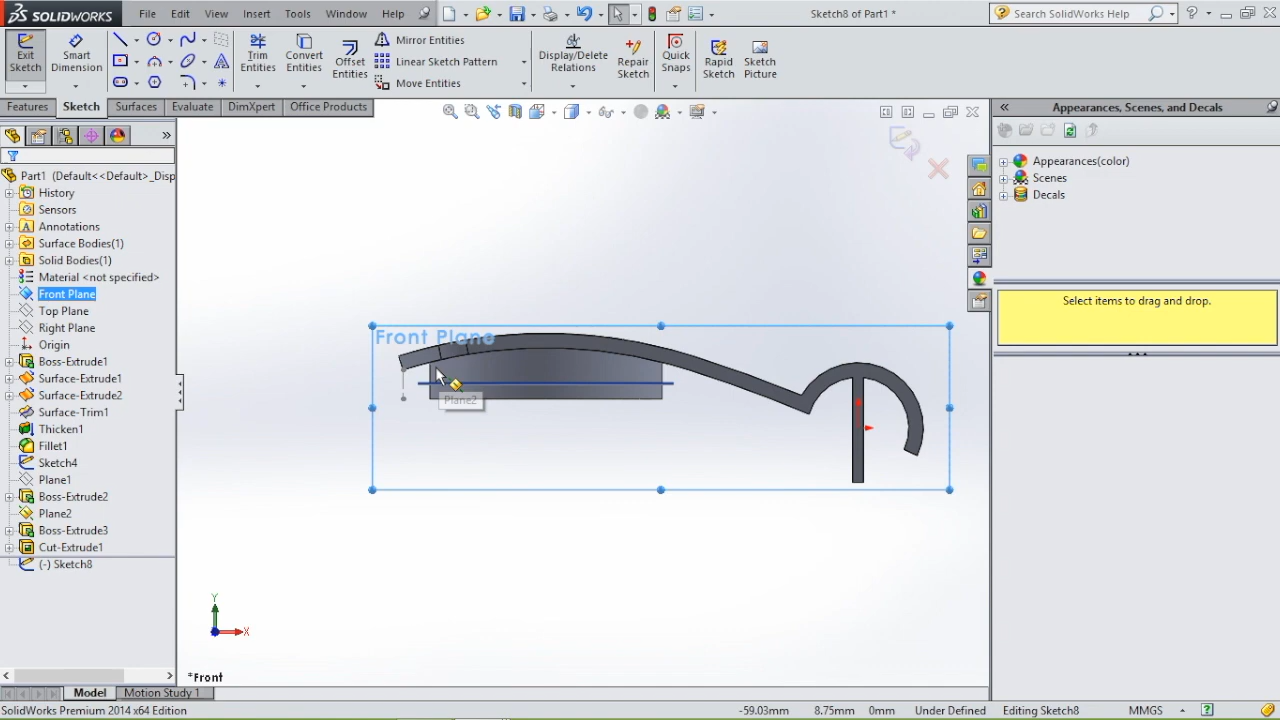 SOLIDWORKS File Edit View Insert Tools Window Help Sketch8 of Part1 * Search SolidWorks Help
Exit Sketch
Smart Dimension
Trim Entities
Convert Entities
Offset Entities
Mirror Entities
Linear Sketch Pattern
Move Entities
Display/Delete Relations
Repair Sketch
Quick Snaps
Rapid Sketch
Sketch Picture
Features Sketch Surfaces Evaluate DimXpert Office Products
Appearances, Scenes, and Decals
Part1 (Default<<Default>_Disp
History
Sensors
Annotations
Surface Bodies(1)
Solid Bodies(1)
Material <not specified>
Front Plane
Top Plane
Right Plane
Origin
Boss-Extrude1
Surface-Extrude1
Surface-Extrude2
Surface-Trim1
Thicken1
Fillet1
Sketch4
Plane1
Boss-Extrude2
Plane2
Boss-Extrude3
Cut-Extrude1
(-) Sketch8
Front Plane
Plane2
Y
X
*Front
Appearances(color)
Scenes
Decals
Select items to drag and drop.
Model Motion Study 1
SolidWorks Premium 2014 x64 Edition -59.03mm 8.75mm 0mm Under Defined Editing Sketch8 MMGS